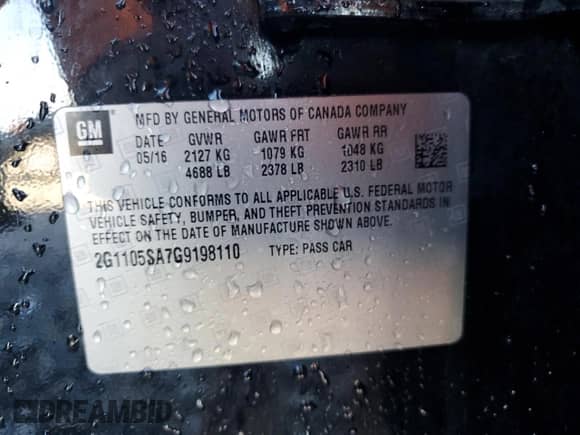 GM
MFD BY GENERAL MOTORS OF CANADA COMPANY
DATE GVWR GAWR FRT GAWR RR
05/16 2127 KG 1079 KG 1048 KG
4688 LB 2378 LB 2310 LB
THIS VEHICLE CONFORMS TO ALL APPLICABLE U.S. FEDERAL MOTOR
VEHICLE SAFETY, BUMPER, AND THEFT PREVENTION STANDARDS IN
EFFECT ON THE DATE OF MANUFACTURE SHOWN ABOVE.
2G1105SA7G9198110 TYPE: PASS CAR
DREAMBID